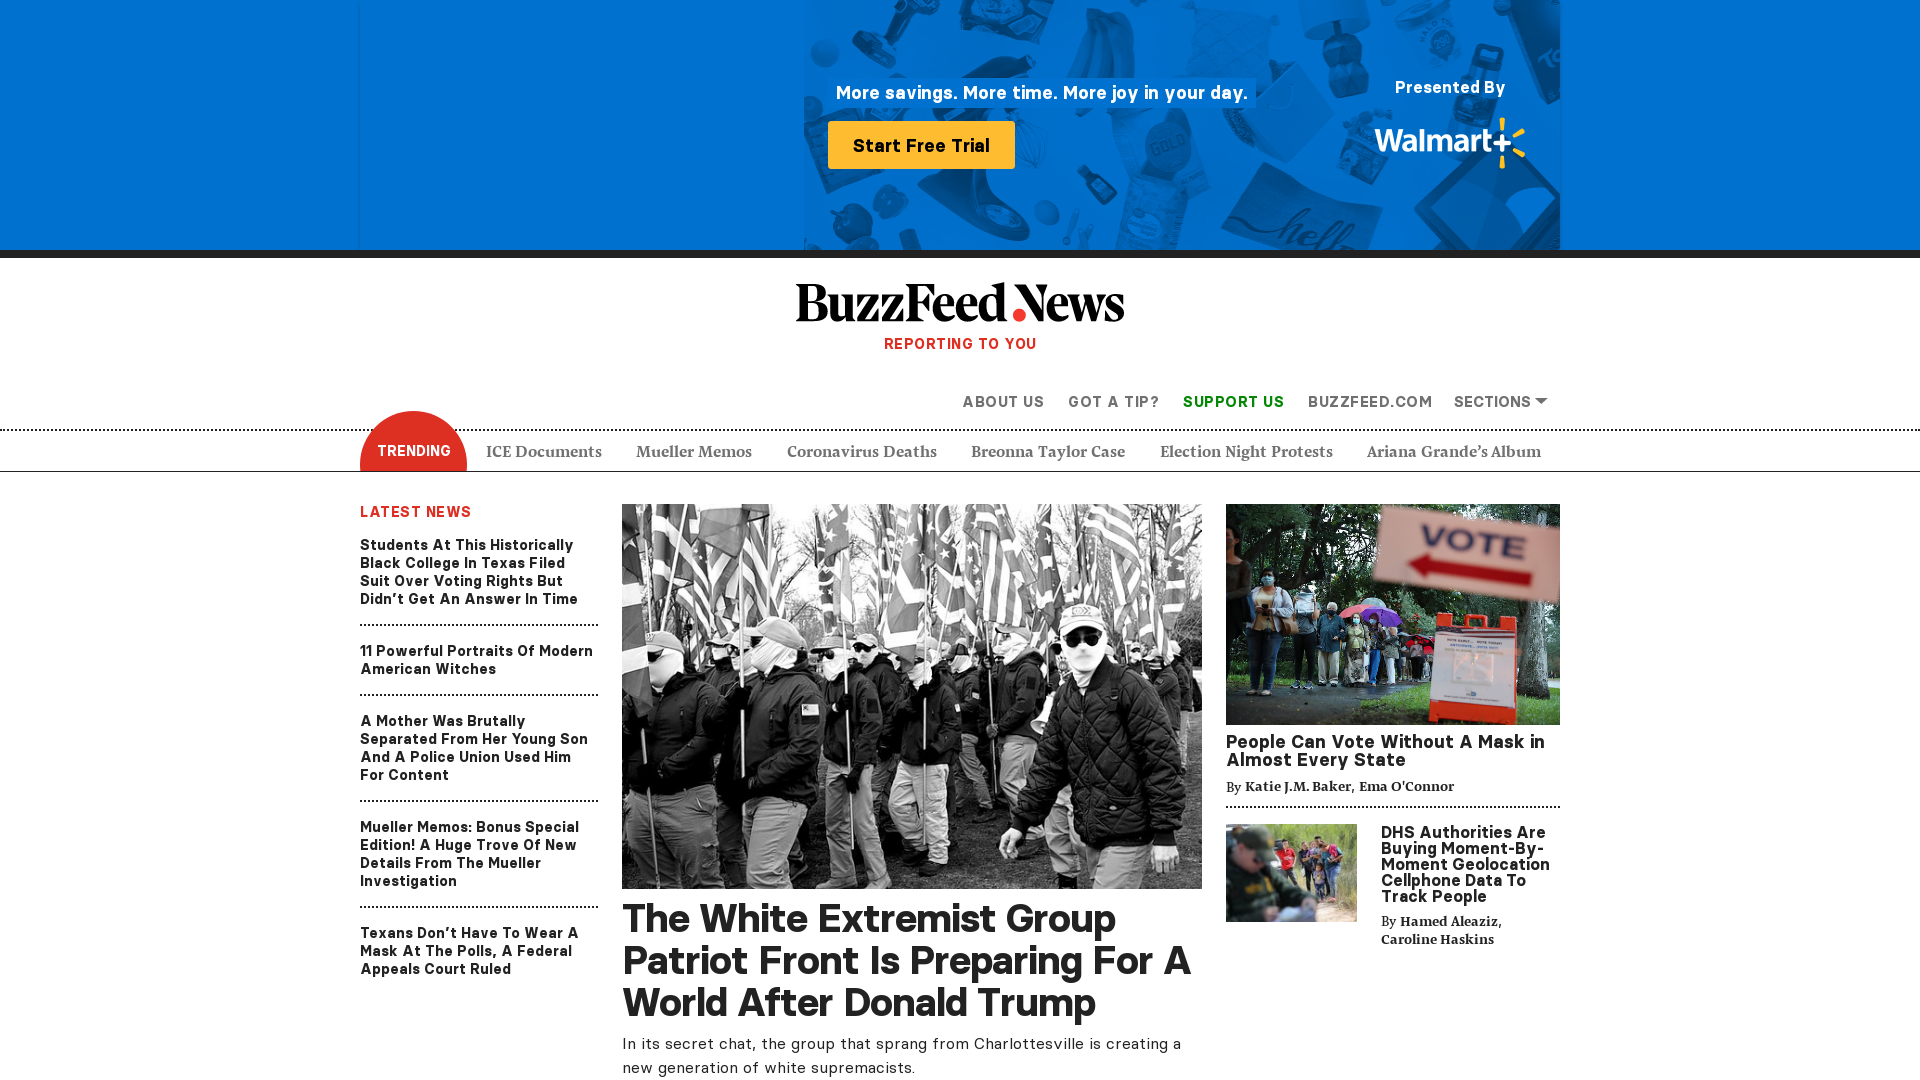 More savings. More time. More joy in your day.
Start Free Trial
Presented By
Walmart+
hello
BuzzFeed News
REPORTING TO YOU
ABOUT US
GOT A TIP?
SUPPORT US
BUZZFEED.COM
SECTIONS
TRENDING
ICE Documents
Mueller Memos
Coronavirus Deaths
Breonna Taylor Case
Election Night Protests
Ariana Grande’s Album
LATEST NEWS
Students At This Historically
Black College In Texas Filed
Suit Over Voting Rights But
Didn’t Get An Answer In Time
11 Powerful Portraits Of Modern
American Witches
A Mother Was Brutally
Separated From Her Young Son
And A Police Union Used Him
For Content
Mueller Memos: Bonus Special
Edition! A Huge Trove Of New
Details From The Mueller
Investigation
Texans Don’t Have To Wear A
Mask At The Polls, A Federal
Appeals Court Ruled
The White Extremist Group
Patriot Front Is Preparing For A
World After Donald Trump
In its secret chat, the group that sprang from Charlottesville is creating a
new generation of white supremacists.
VOTE
People Can Vote Without A Mask in
Almost Every State
By Katie J.M. Baker, Ema O'Connor
DHS Authorities Are
Buying Moment-By-
Moment Geolocation
Cellphone Data To
Track People
By Hamed Aleaziz,
Caroline Haskins